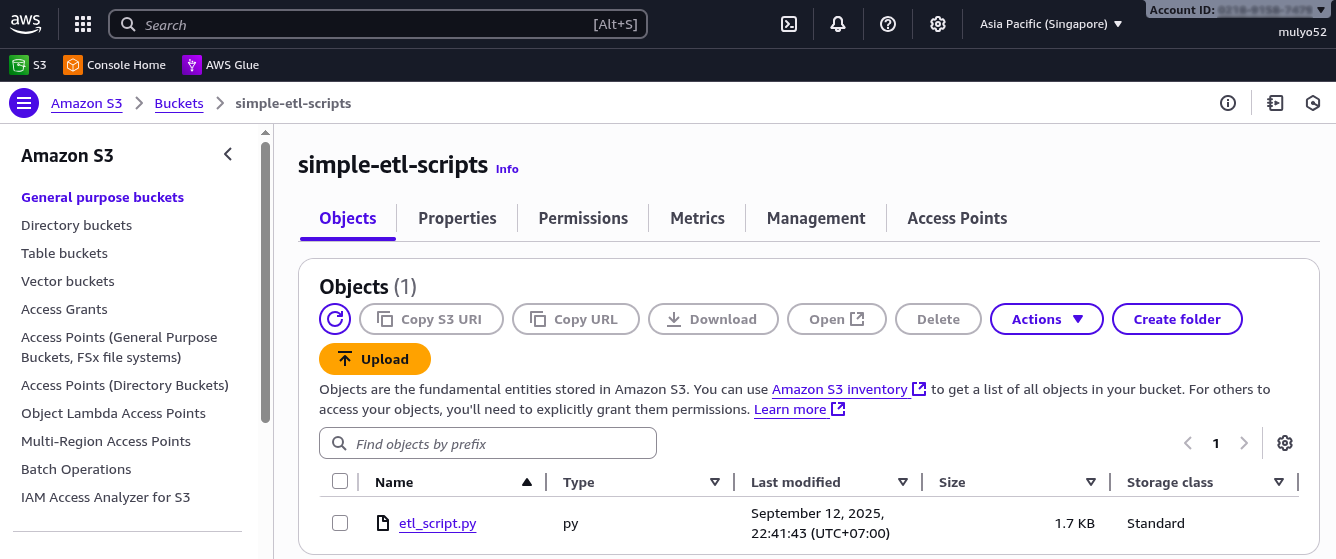 aws
Search
[Alt+S]
Asia Pacific (Singapore)
Account ID:
mulyo52
S3
Console Home
AWS Glue
Amazon S3
Buckets
simple-etl-scripts
Amazon S3
General purpose buckets
Directory buckets
Table buckets
Vector buckets
Access Grants
Access Points (General Purpose
Buckets, FSx file systems)
Access Points (Directory Buckets)
Object Lambda Access Points
Multi-Region Access Points
Batch Operations
IAM Access Analyzer for S3
simple-etl-scripts Info
Objects
Properties
Permissions
Metrics
Management
Access Points
Objects (1)
Copy S3 URI
Copy URL
Download
Open
Delete
Actions
Create folder
Upload
Objects are the fundamental entities stored in Amazon S3. You can use Amazon S3 inventory to get a list of all objects in your bucket. For others to
access your objects, you'll need to explicitly grant them permissions. Learn more
Find objects by prefix
1
Name
Type
Last modified
Size
Storage class
etl_script.py
py
September 12, 2025,
22:41:43 (UTC+07:00)
1.7 KB
Standard